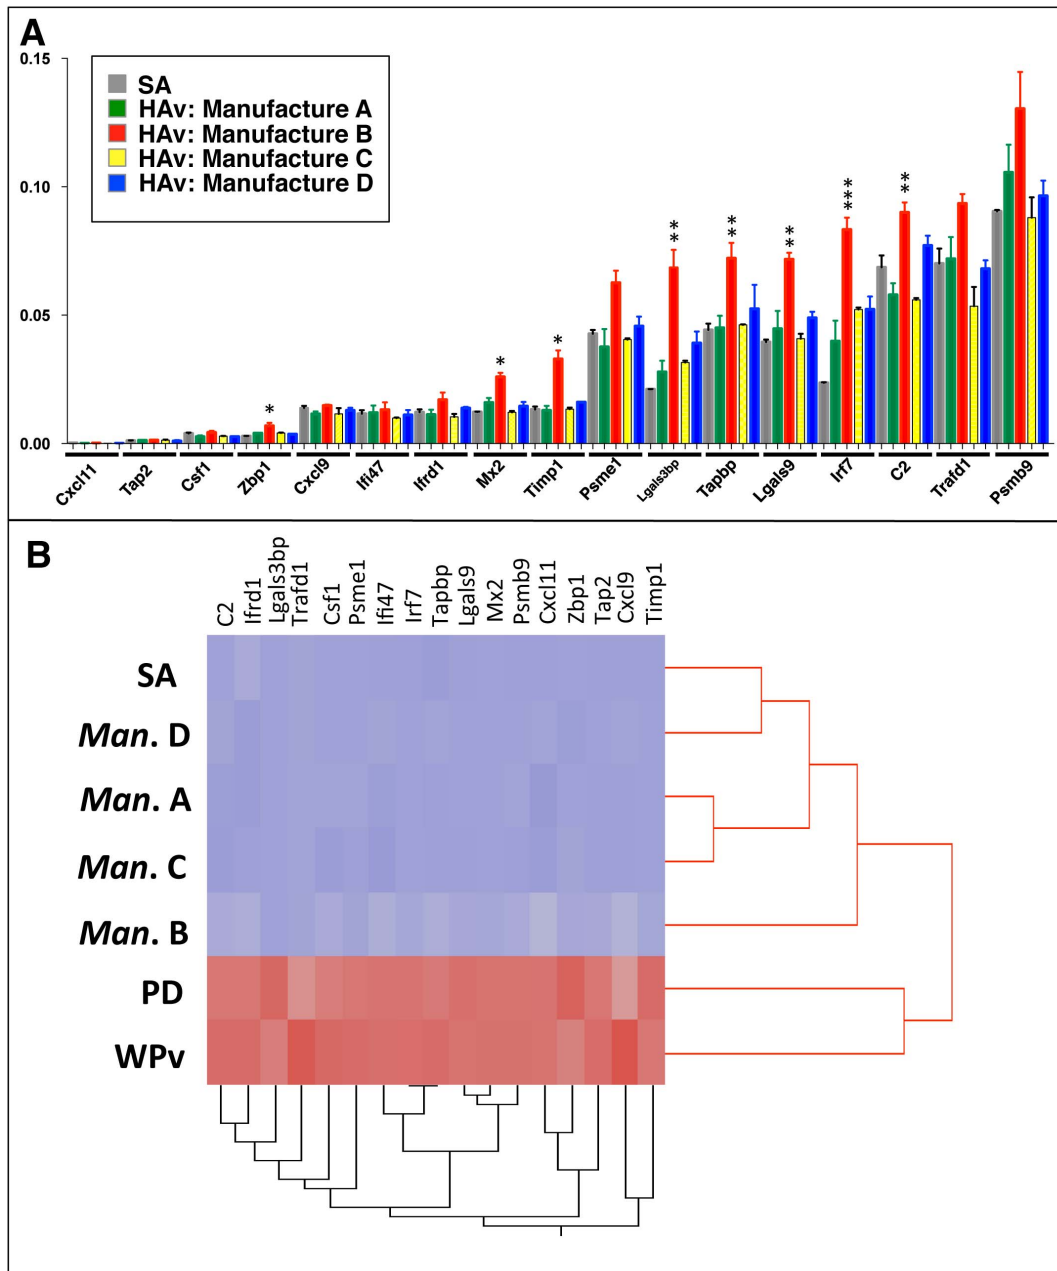 A
0.15
0.10
0.05
0.00
SA
HAv: Manufacture A
HAv: Manufacture B
HAv: Manufacture C
HAv: Manufacture D
* * * ** ** ** *** **
Cxcl11 Tap2 Csf1 Zbp1 Cxcl9 Ifi47 Ifrd1 Mx2 Timp1 Psme1 Lgals3bp Tapbp Lgals9 Irf7 C2 Trafd1 Psmb9
B
C2 Ifrd1 Lgals3bp Trafd1 Csf1 Psme1 Ifi47 Irf7 Tapbp Lgals9 Mx2 Psmb9 Cxcl11 Zbp1 Tap2 Cxcl9 Timp1
SA
Man. D
Man. A
Man. C
Man. B
PD
WPv